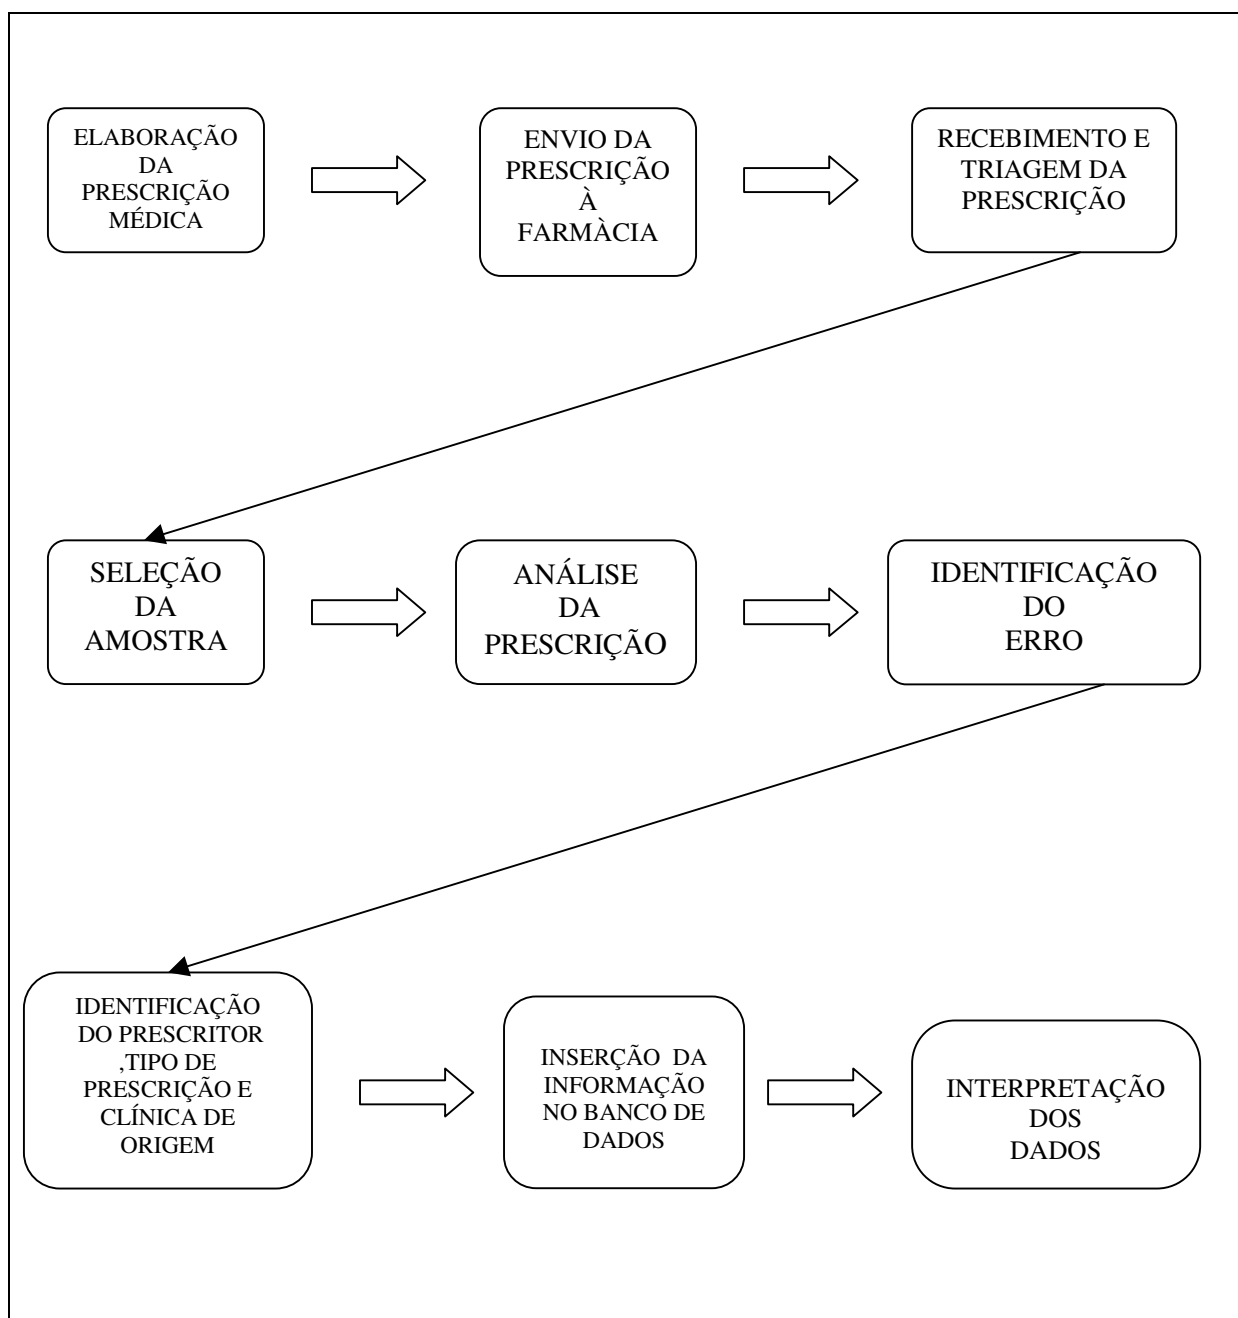 ELABORAÇÃO
DA
PRESCRIÇÃO
MÉDICA
ENVIO DA
PRESCRIÇÃO
À
FARMÀCIA
RECEBIMENTO E
TRIAGEM DA
PRESCRIÇÃO
SELEÇÃO
DA
AMOSTRA
ANÁLISE
DA
PRESCRIÇÃO
IDENTIFICAÇÃO
DO
ERRO
IDENTIFICAÇÃO
DO PRESCRITOR
,TIPO DE
PRESCRIÇÃO E
CLÍNICA DE
ORIGEM
INSERÇÃO DA
INFORMAÇÃO
NO BANCO DE
DADOS
INTERPRETAÇÃO
DOS
DADOS